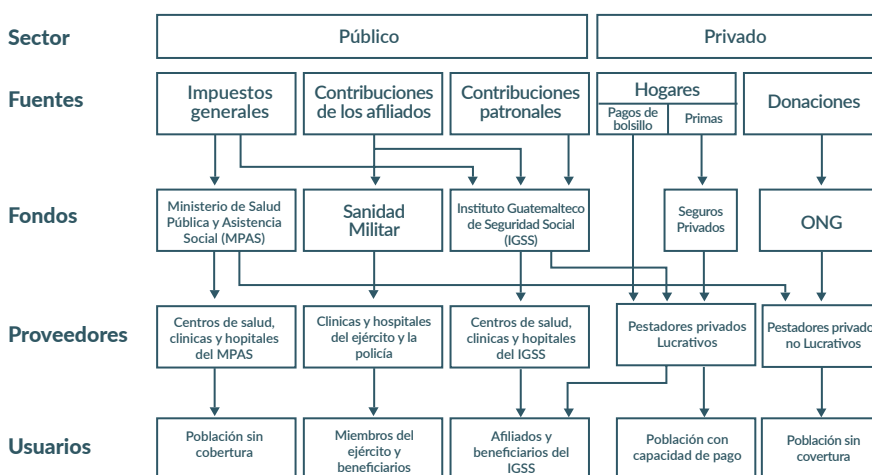 Sector
Público
Privado
Fuentes
Impuestos
generales
Contribuciones
de los afiliados
Contribuciones
patronales
Hogares
Pagos de
bolsillo
Primas
Donaciones
Fondos
Ministerio de Salud
Pública y Asistencia
Social (MPAS)
Sanidad
Militar
Instituto Guatemalteco
de Seguridad Social
(IGSS)
Seguros
Privados
ONG
Proveedores
Centros de salud,
clinicas y hopitales
del MPAS
Clinicas y hospitales
del ejército y la
policía
Centros de salud,
clinicas y hopitales
del IGSS
Pestadores privados
Lucrativos
Pestadores privado
no Lucrativos
Usuarios
Población sin
cobertura
Miembros del
ejército y
beneficiarios
Afiliados y
beneficiarios del
IGSS
Población con
capacidad de pago
Población sin
covertura